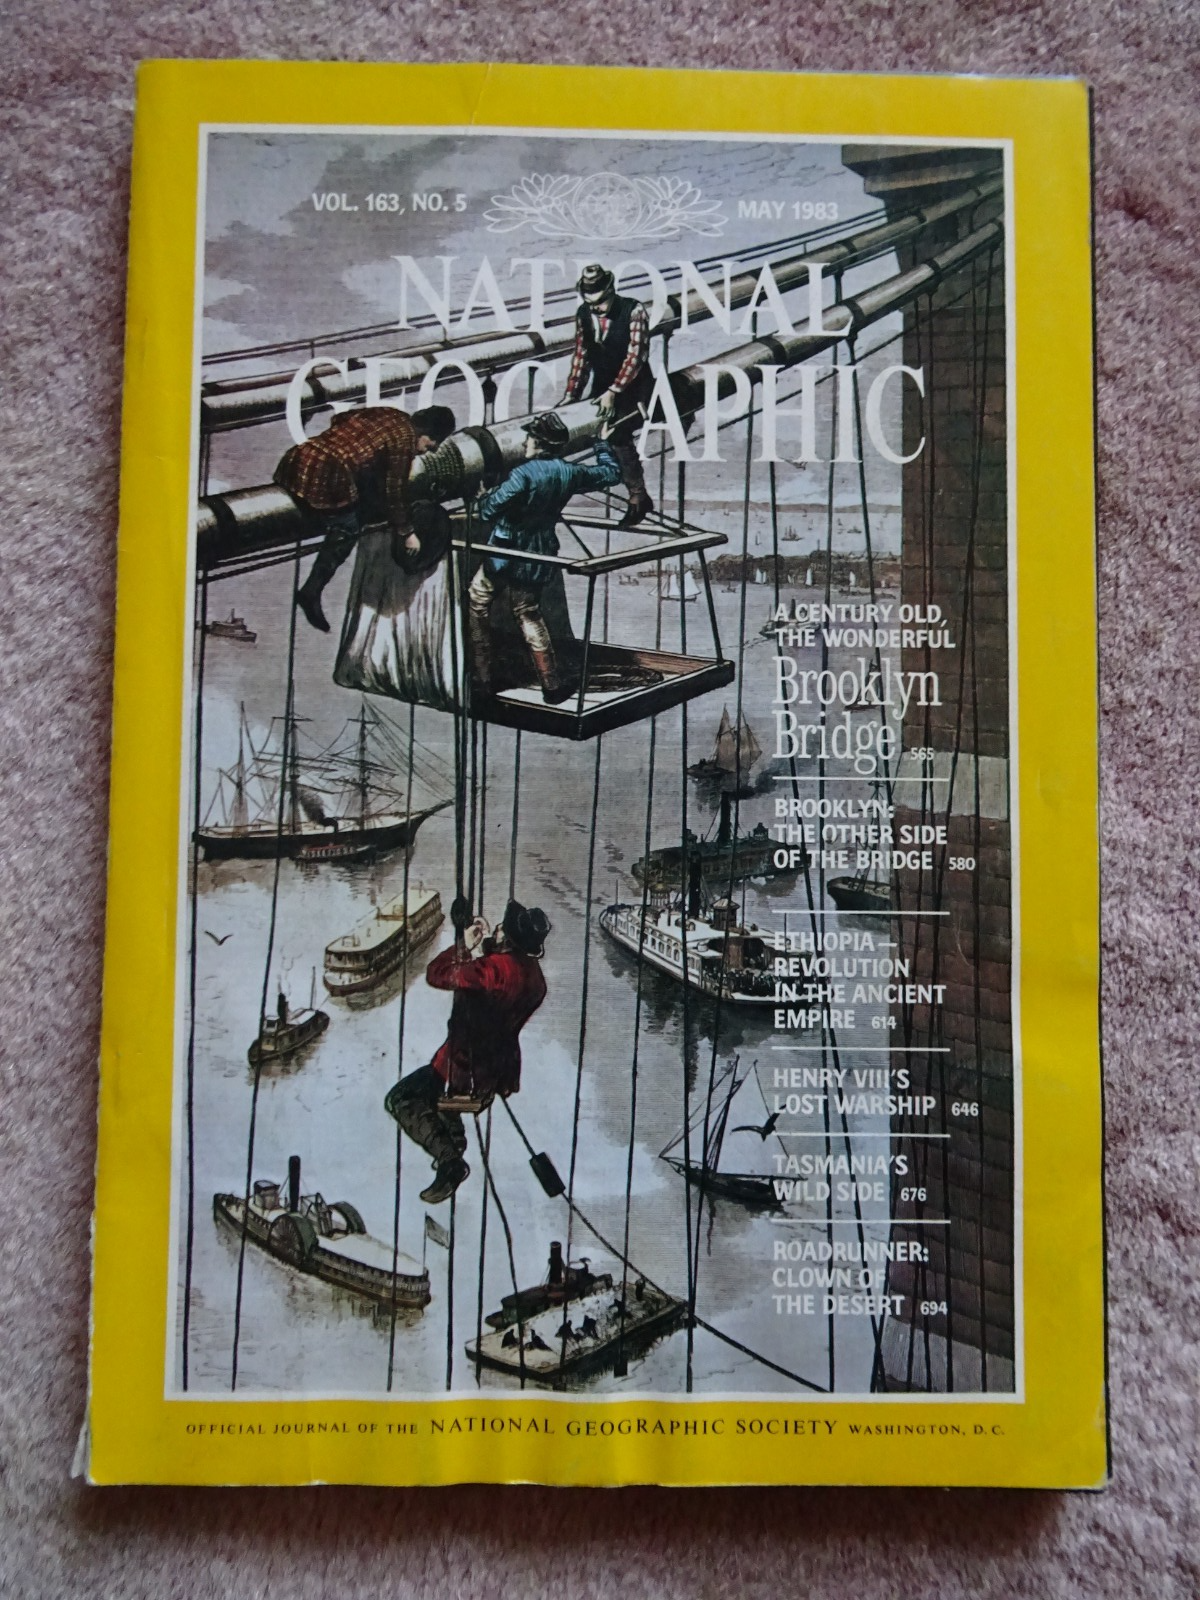 VOL. 163, NO. 5
MAY 1983
NATIONAL
GEOGRAPHIC
A CENTURY OLD,
THE WONDERFUL
Brooklyn
Bridge 565
BROOKLYN:
THE OTHER SIDE
OF THE BRIDGE 580
ETHIOPIA—
REVOLUTION
IN THE ANCIENT
EMPIRE 614
HENRY VIII'S
LOST WARSHIP 646
TASMANIA'S
WILD SIDE 676
ROADRUNNER:
CLOWN OF
THE DESERT 694
OFFICIAL JOURNAL OF THE NATIONAL GEOGRAPHIC SOCIETY WASHINGTON, D.C.